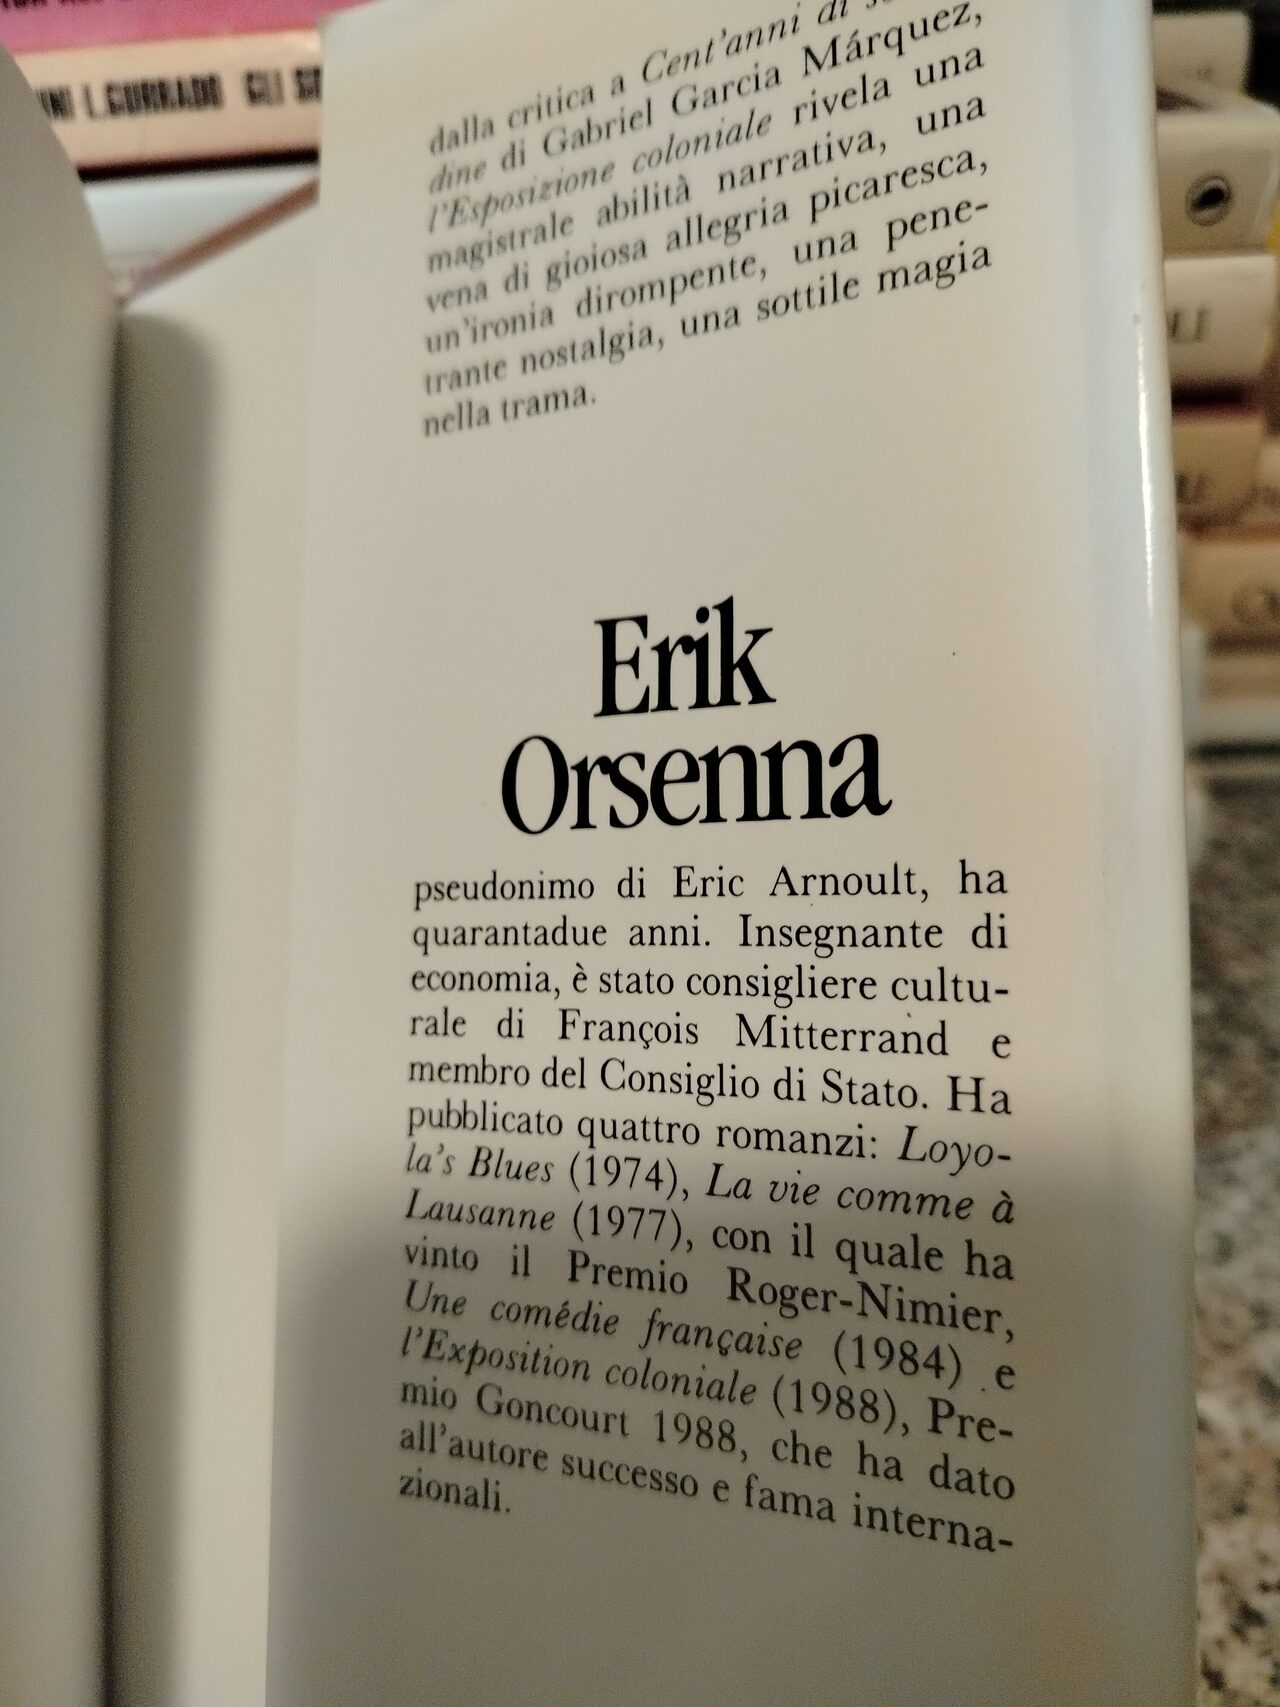 INI L. CURRADO GLI SE
dalla critica a Cent'anni di
dine di Gabriel Garcia Márquez,
l'Esposizione coloniale rivela una
magistrale abilità narrativa, una
vena di gioiosa allegria picaresca,
un'ironia dirompente, una pene-
trante nostalgia, una sottile magia
nella trama.
Erik
Orsenna
pseudonimo di Eric Arnoult, ha
quarantadue anni. Insegnante di
economia, è stato consigliere cultu-
rale di François Mitterrand e
membro del Consiglio di Stato. Ha
pubblicato quattro romanzi: Loyo-
la's Blues (1974), La vie comme à
Lausanne (1977), con il quale ha
vinto il Premio Roger-Nimier,
Une comédie française (1984) e
l'Exposition coloniale (1988), Pre-
mio Goncourt 1988, che ha dato
all'autore successo e fama interna-
zionali.